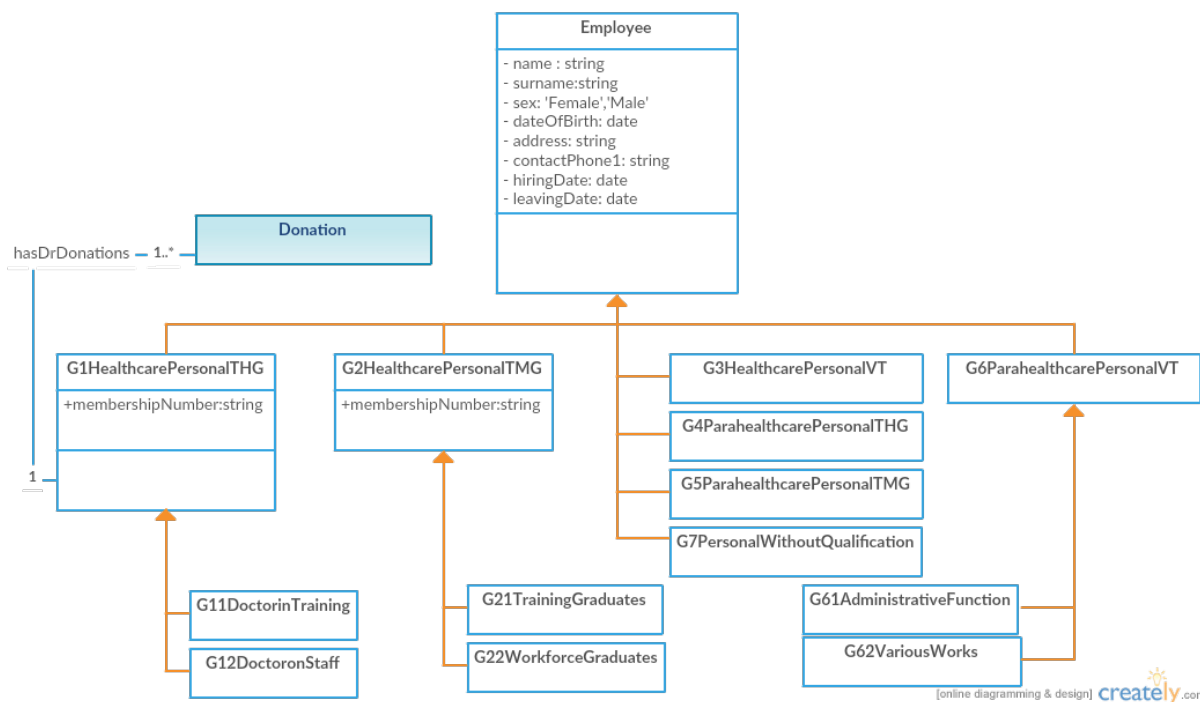 Employee
- name : string
- surname:string
- sex: 'Female','Male'
- dateOfBirth: date
- address: string
- contactPhone1: string
- hiringDate: date
- leavingDate: date
Donation
hasDrDonations
1..*
G1HealthcarePersonalTHG
+membershipNumber:string
G2HealthcarePersonalTMG
+membershipNumber:string
G3HealthcarePersonalVT
G6ParahealthcarePersonalVT
G4ParahealthcarePersonalTHG
1
G5ParahealthcarePersonalTMG
G7PersonalWithoutQualification
G11DoctorinTraining
G21TrainingGraduates
G61AdministrativeFunction
G12DoctoronStaff
G22WorkforceGraduates
G62VariousWorks
[online diagramming & design] creately.com